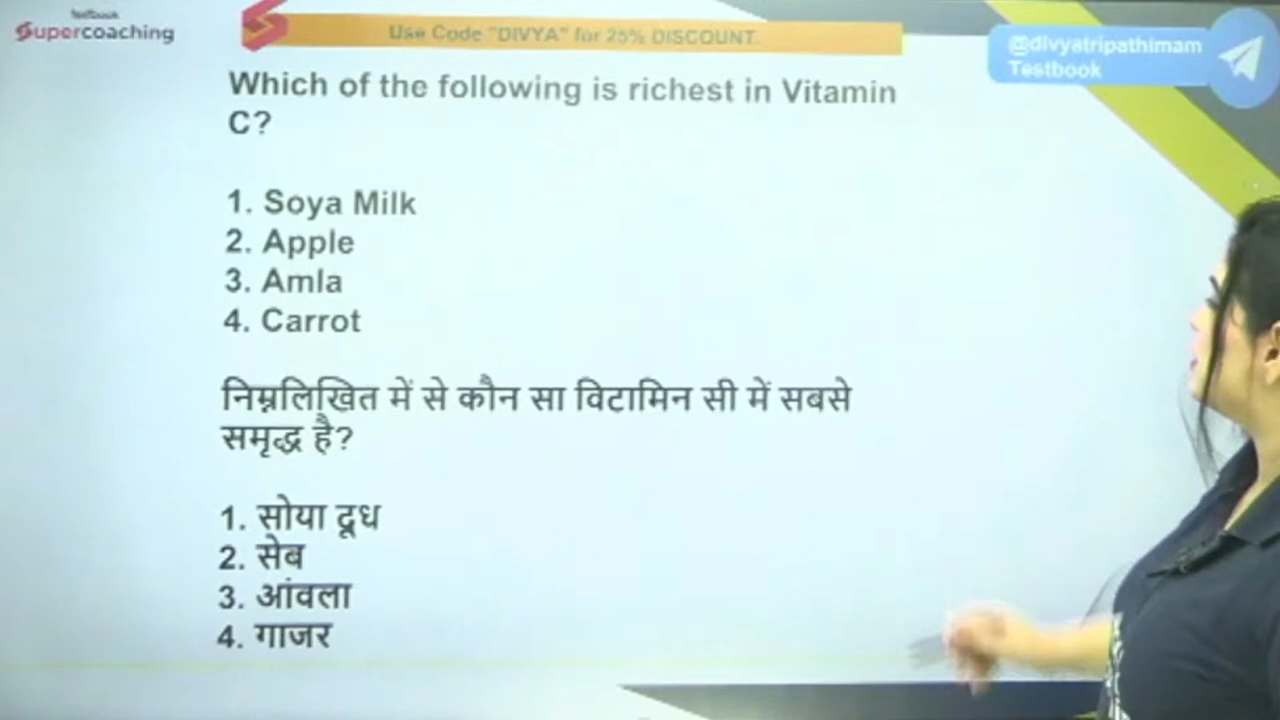 testbook
Supercoaching
Use Code "DIVYA" for 25% DISCOUNT.
@divyatripathimam
Testbook
Which of the following is richest in Vitamin
C?
1. Soya Milk
2. Apple
3. Amla
4. Carrot
निम्नलिखित में से कौन सा विटामिन सी में सबसे
समृद्ध है?
1. सोया दूध
2. सेब
3. आंवला
4. गाजर